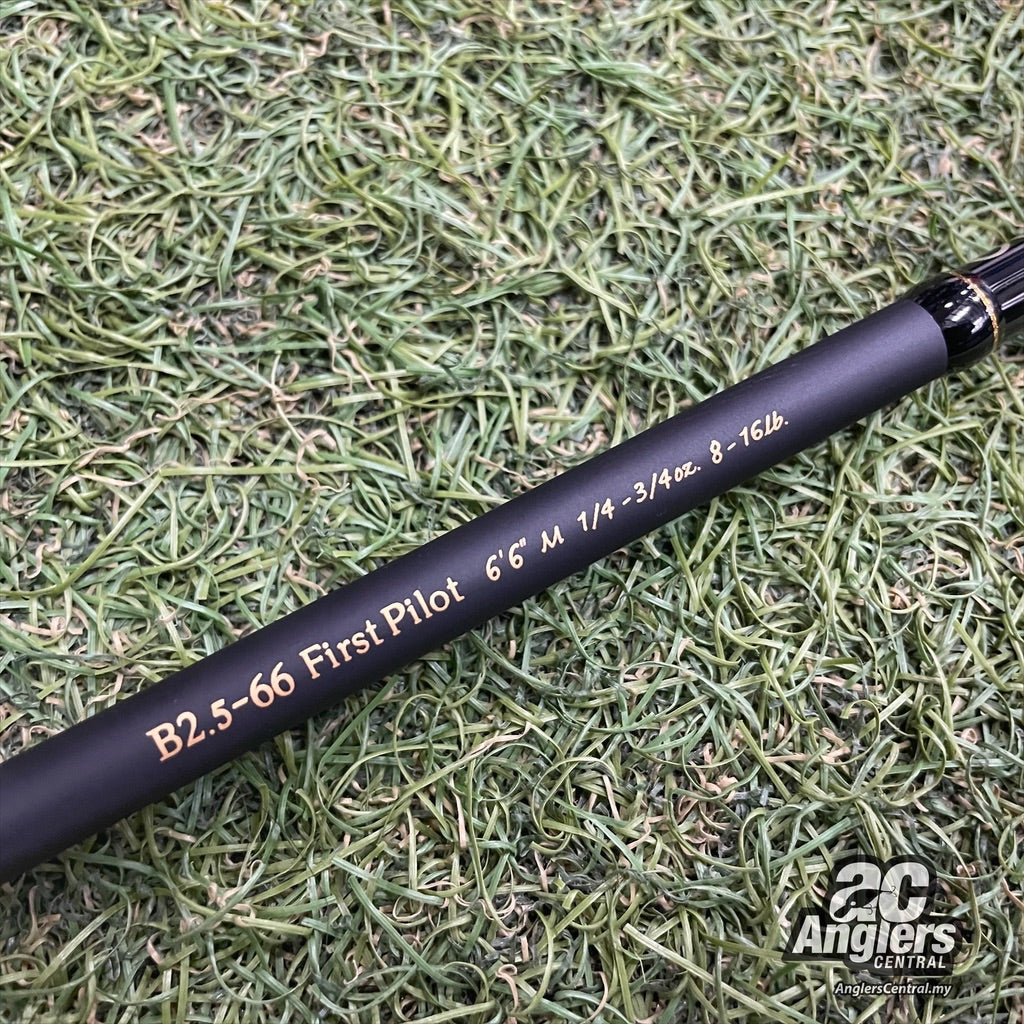 B2.5-66 First Pilot 6'6" M 1/4-3/4oz. 8-16lb.
ac
Anglers
CENTRAL
AnglersCentral.my